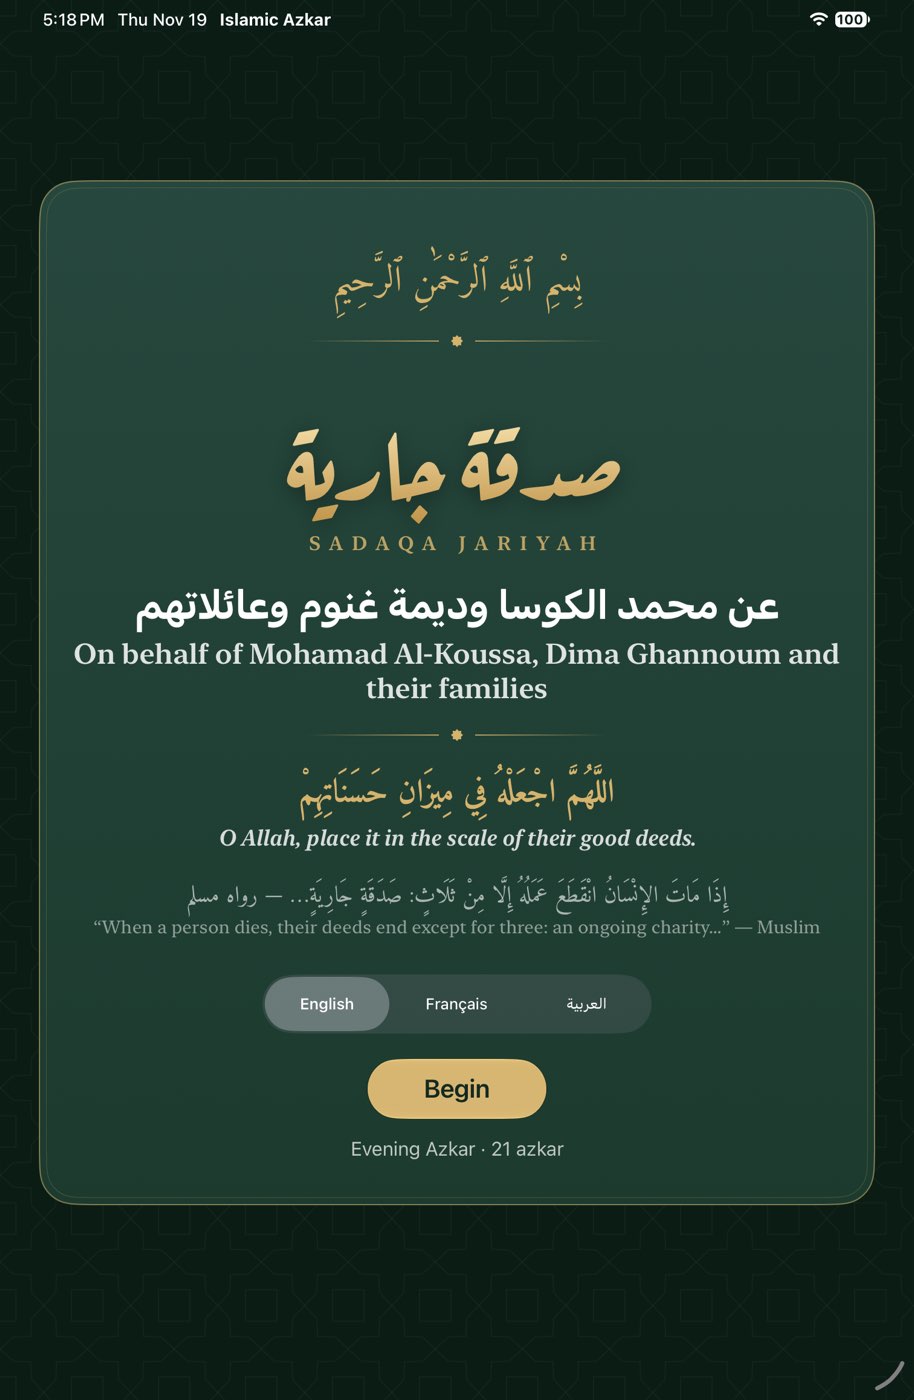 5:18 PM Thu Nov 19 Islamic Azkar 100
بِسْمِ ٱللَّهِ ٱلرَّحْمَٰنِ ٱلرَّحِيمِ
صدقة جارية
SADAQA JARIYAH
عن محمد الكوسا وديمة غنوم وعائلاتهم
On behalf of Mohamad Al-Koussa, Dima Ghannoum and
their families
اللَّهُمَّ اجْعَلْهُ فِي مِيزَانِ حَسَنَاتِهِمْ
O Allah, place it in the scale of their good deeds.
إِذَا مَاتَ الإِنْسَانُ انْقَطَعَ عَمَلُهُ إِلَّا مِنْ ثَلَاثٍ: صَدَقَةٍ جَارِيَةٍ... — رواه مسلم
“When a person dies, their deeds end except for three: an ongoing charity...” — Muslim
English Français العربية
Begin
Evening Azkar · 21 azkar